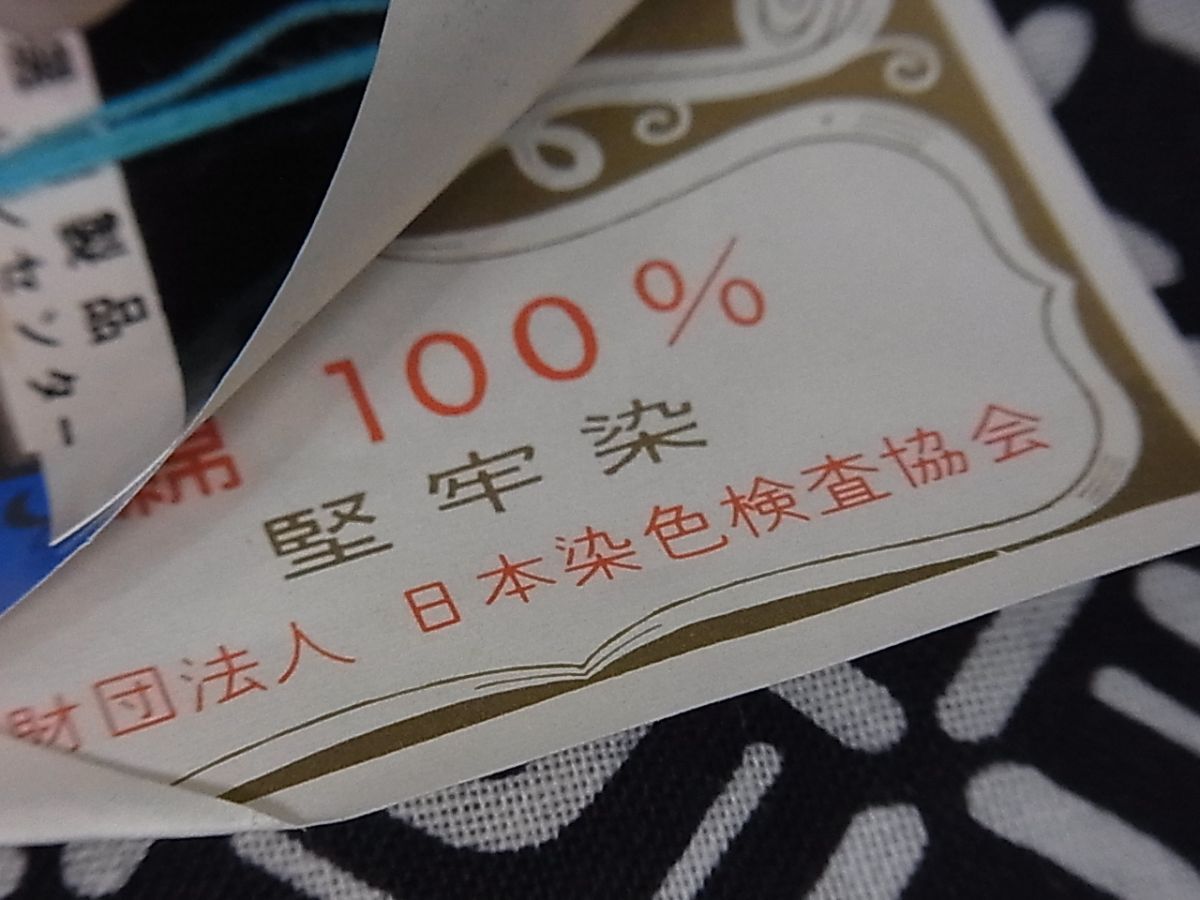 綿 100%
堅牢染
財団法人 日本染色検査協会
製品
センター